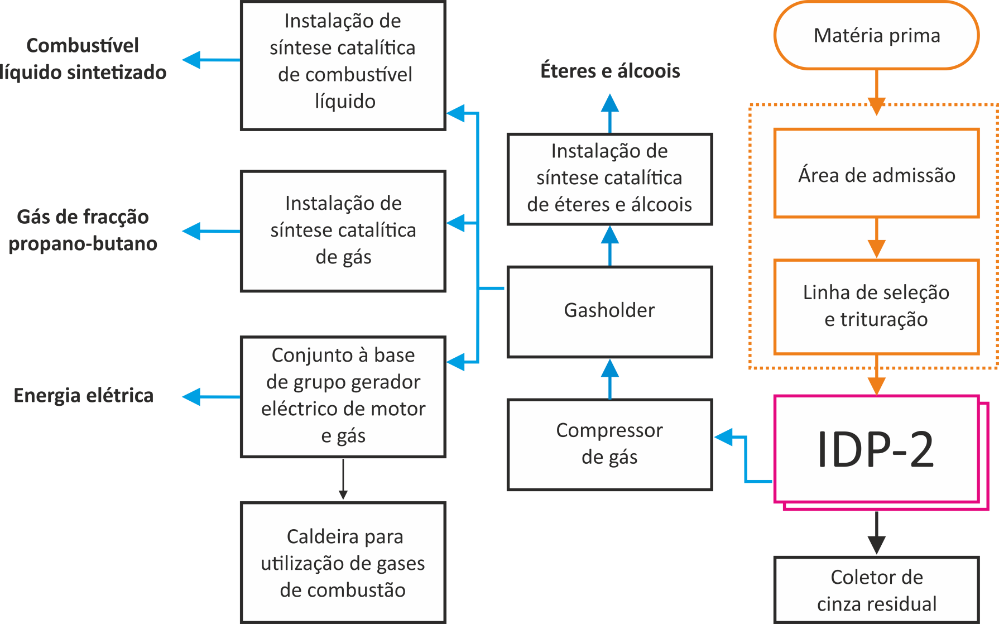 Combustível
líquido sintetizado
Instalação de
síntese catalítica
de combustível
líquido
Gás de fracção
propano-butano
Instalação de
síntese catalítica
de gás
Energia elétrica
Conjunto à base
de grupo gerador
eléctrico de motor
e gás
Caldeira para
utilização de gases
de combustão
Éteres e álcoois
Instalação de
síntese catalítica
de éteres e álcoois
Gasholder
Compressor
de gás
Matéria prima
Área de admissão
Linha de seleção
e trituração
IDP-2
Coletor de
cinza residual